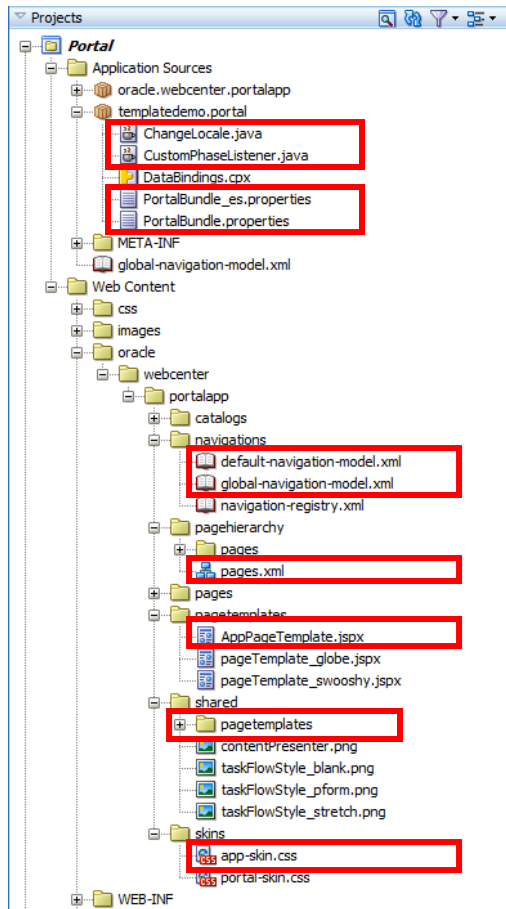 Projects
Portal
Application Sources
oracle.webcenter.portalapp
templatedemo.portal
ChangeLocale.java
CustomPhaseListener.java
DataBindings.cpx
PortalBundle_es.properties
PortalBundle.properties
META-INF
global-navigation-model.xml
Web Content
css
images
oracle
webcenter
portalapp
catalogs
navigations
default-navigation-model.xml
global-navigation-model.xml
navigation-registry.xml
pagehierarchy
pages
pages.xml
pages
pagetemplates
AppPageTemplate.jspx
pageTemplate_globe.jspx
pageTemplate_swooshy.jspx
shared
pagetemplates
contentPresenter.png
taskFlowStyle_blank.png
taskFlowStyle_pform.png
taskFlowStyle_stretch.png
skins
app-skin.css
portal-skin.css
WEB-INF